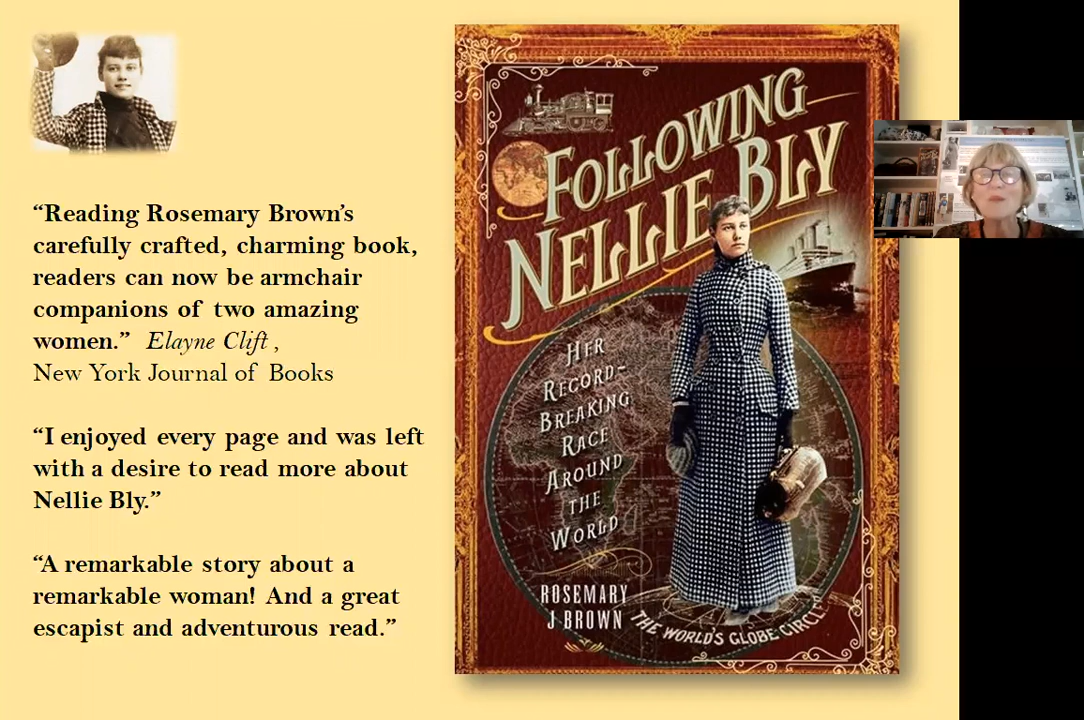 “Reading Rosemary Brown’s
carefully crafted, charming book,
readers can now be armchair
companions of two amazing
women.” Elayne Clift ,
New York Journal of Books
“I enjoyed every page and was left
with a desire to read more about
Nellie Bly.”
“A remarkable story about a
remarkable woman! And a great
escapist and adventurous read.”
FOLLOWING
NELLIE BLY
HER
RECORD-
BREAKING
RACE
AROUND
THE
WORLD
ROSEMARY
J BROWN
THE WORLD'S GLOBE CIRCLER